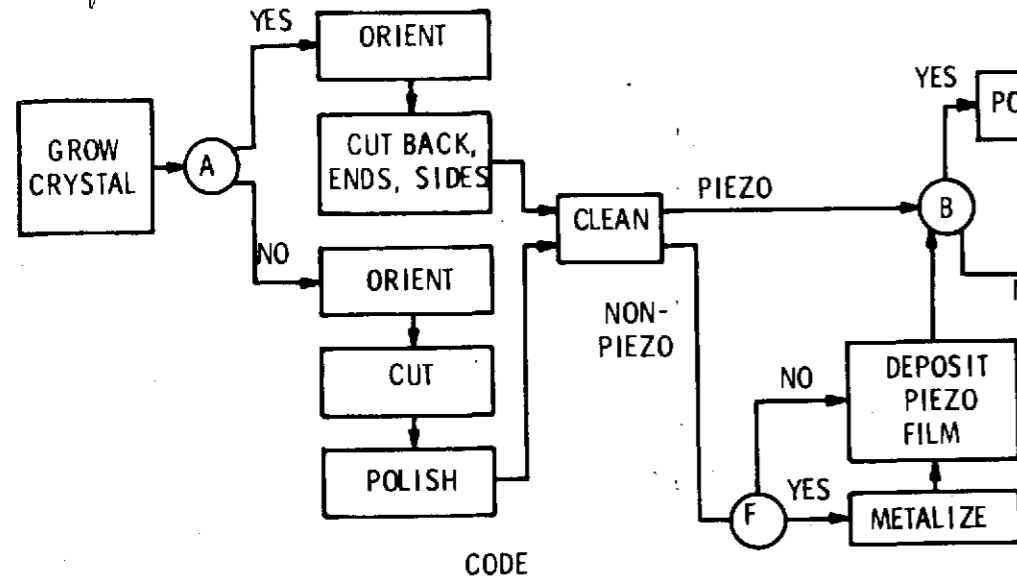 YES
ORIENT
GROW
CRYSTAL
A
CUT BACK,
ENDS, SIDES
NO
ORIENT
CUT
POLISH
CLEAN
PIEZO
NON-
PIEZO
YES
B
NO
DEPOSIT
PIEZO
FILM
F
YES
METALIZE
CODE